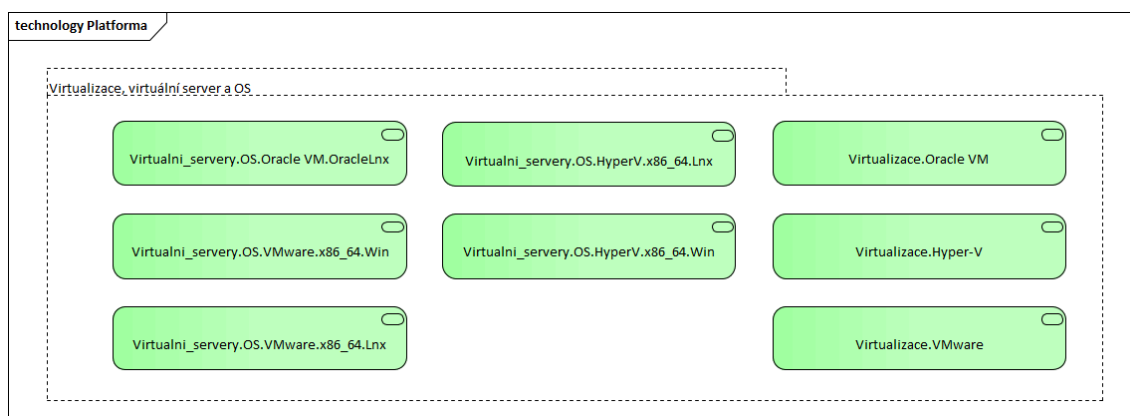 technology Platforma
Virtualizace, virtuální server a OS
Virtualni_servery.OS.Oracle VM.OracleLnx
Virtualni_servery.OS.HyperV.x86_64.Lnx
Virtualizace.Oracle VM
Virtualni_servery.OS.VMware.x86_64.Win
Virtualni_servery.OS.HyperV.x86_64.Win
Virtualizace.Hyper-V
Virtualni_servery.OS.VMware.x86_64.Lnx
Virtualizace.VMware